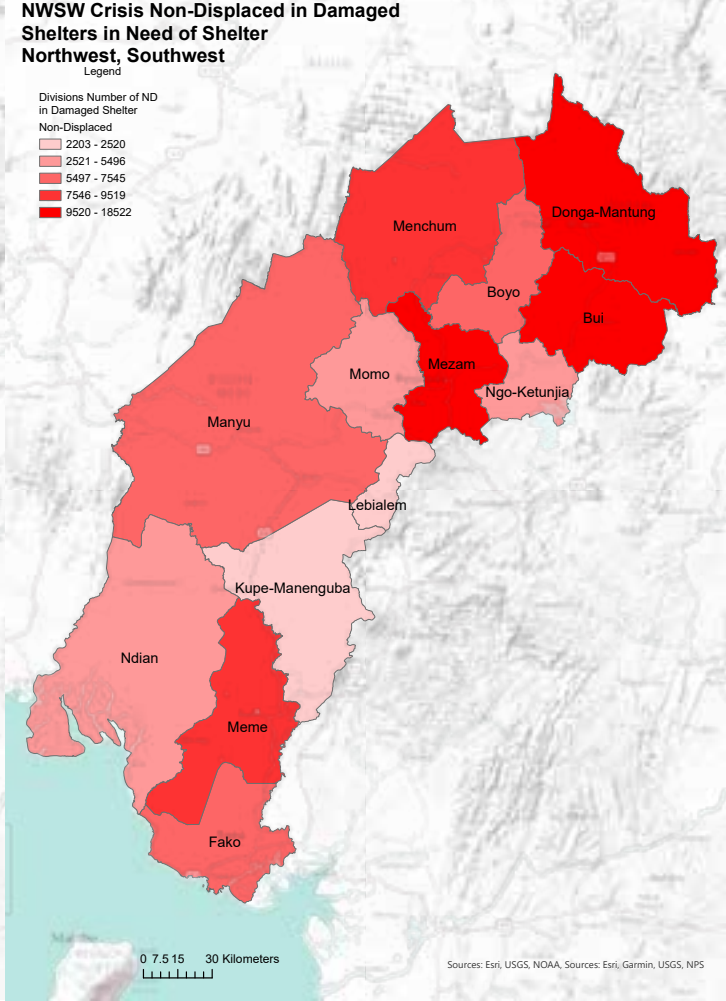 NWSW Crisis Non-Displaced in Damaged
Shelters in Need of Shelter
Northwest, Southwest
Legend
Divisions Number of ND
in Damaged Shelter
Non-Displaced
2203 - 2520
2521 - 5496
5497 - 7545
7546 - 9519
9520 - 18522
Donga-Mantung
Menchum
Boyo
Bui
Mezam
Momo
Ngo-Ketunjia
Manyu
Lebialem
Kupe-Manenguba
Ndian
Meme
Fako
0 7.5 15 30 Kilometers
Sources: Esri, USGS, NOAA, Sources: Esri, Garmin, USGS, NPS